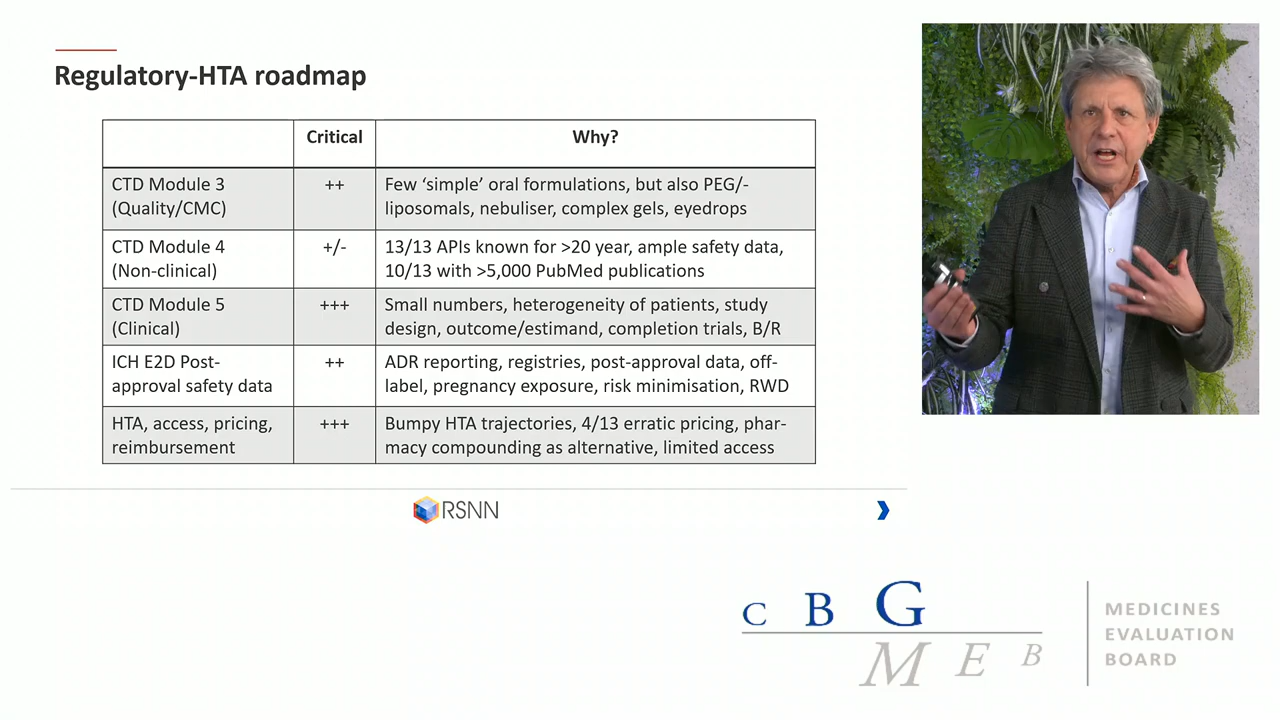 Regulatory-HTA roadmap
Critical
Why?
CTD Module 3
(Quality/CMC)
++
Few ‘simple’ oral formulations, but also PEG/-
liposomals, nebuliser, complex gels, eyedrops
CTD Module 4
(Non-clinical)
+/-
13/13 APIs known for >20 year, ample safety data,
10/13 with >5,000 PubMed publications
CTD Module 5
(Clinical)
+++
Small numbers, heterogeneity of patients, study
design, outcome/estimand, completion trials, B/R
ICH E2D Post-
approval safety data
++
ADR reporting, registries, post-approval data, off-
label, pregnancy exposure, risk minimisation, RWD
HTA, access, pricing,
reimbursement
+++
Bumpy HTA trajectories, 4/13 erratic pricing, phar-
macy compounding as alternative, limited access
RSNN
C B G
M E B
MEDICINES
EVALUATION
BOARD